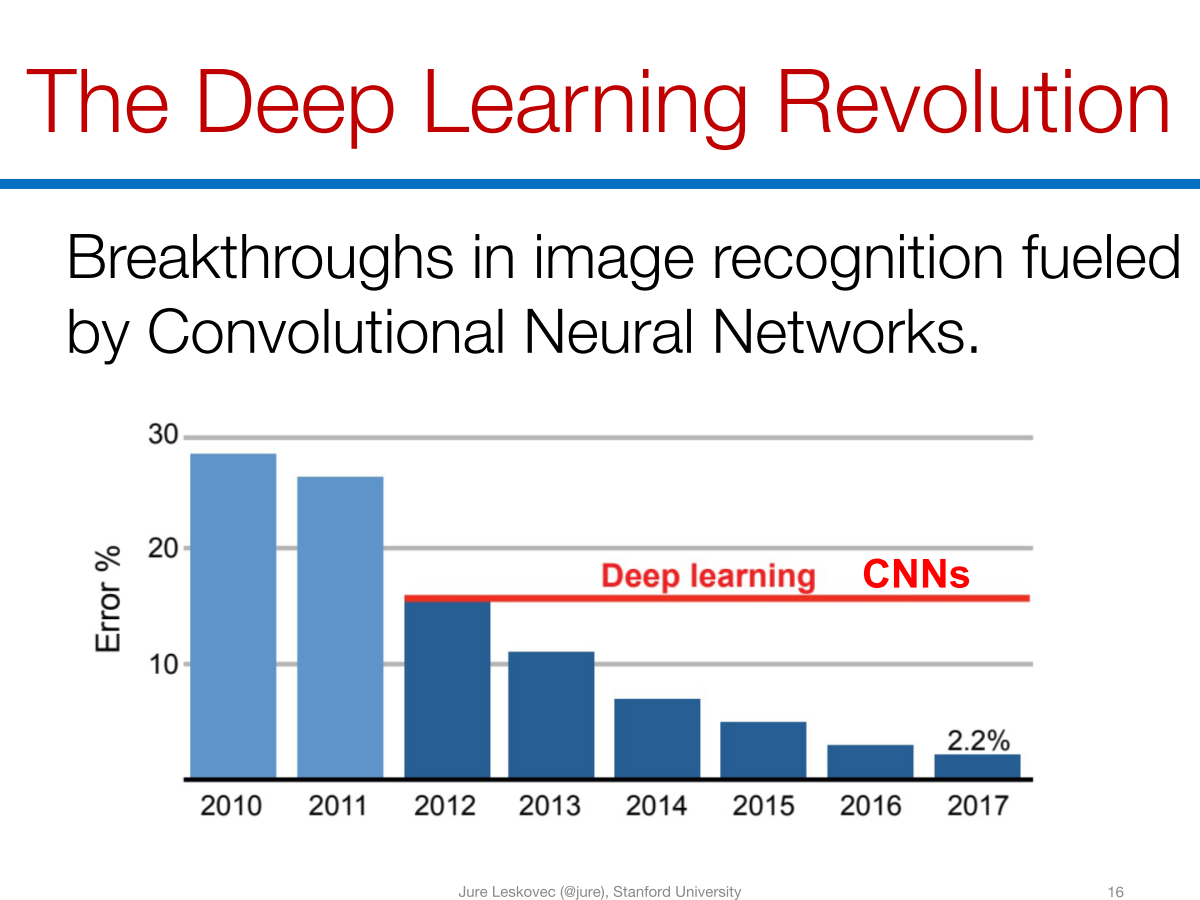 The Deep Learning Revolution
Breakthroughs in image recognition fueled
by Convolutional Neural Networks.
30
20
10
Error %
Deep learning CNNs
2.2%
2010 2011 2012 2013 2014 2015 2016 2017
Jure Leskovec (@jure), Stanford University 16